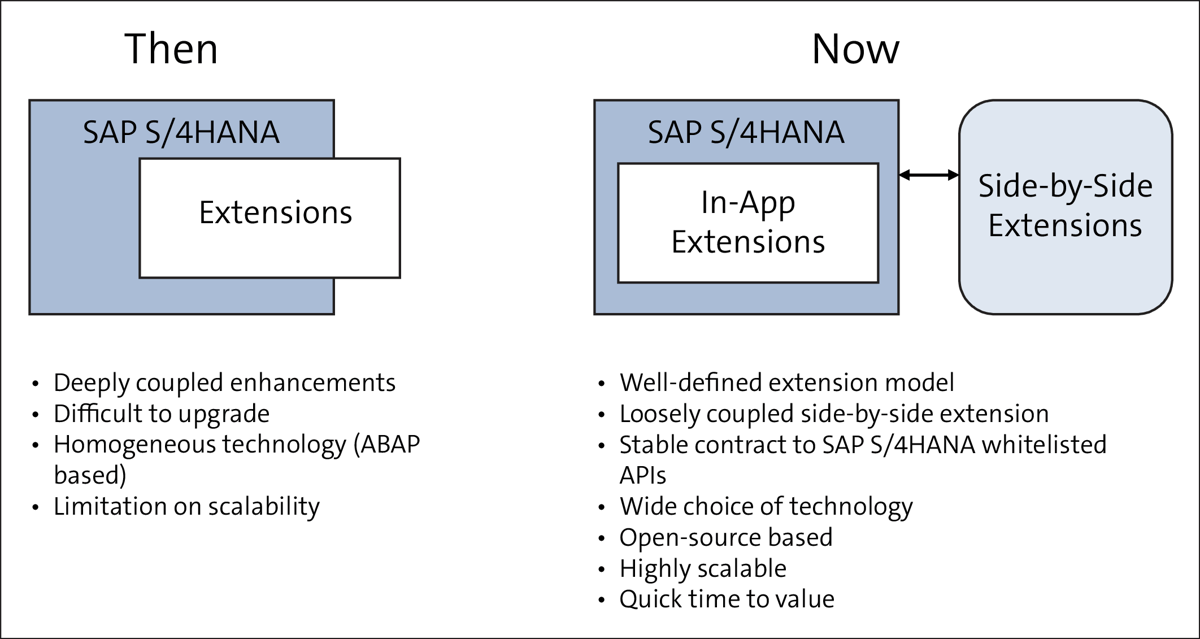 Then
SAP S/4HANA
Extensions
• Deeply coupled enhancements
• Difficult to upgrade
• Homogeneous technology (ABAP
based)
• Limitation on scalability
Now
SAP S/4HANA
In-App
Extensions
Side-by-Side
Extensions
• Well-defined extension model
• Loosely coupled side-by-side extension
• Stable contract to SAP S/4HANA whitelisted
APIs
• Wide choice of technology
• Open-source based
• Highly scalable
• Quick time to value